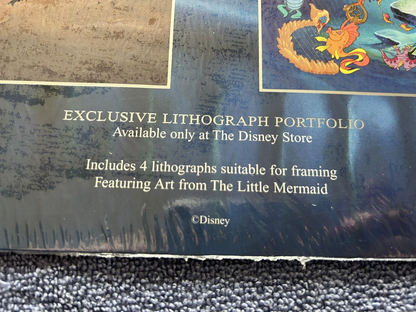 EXCLUSIVE LITHOGRAPH PORTFOLIO
Available only at The Disney Store
Includes 4 lithographs suitable for framing
Featuring Art from The Little Mermaid
©Disney